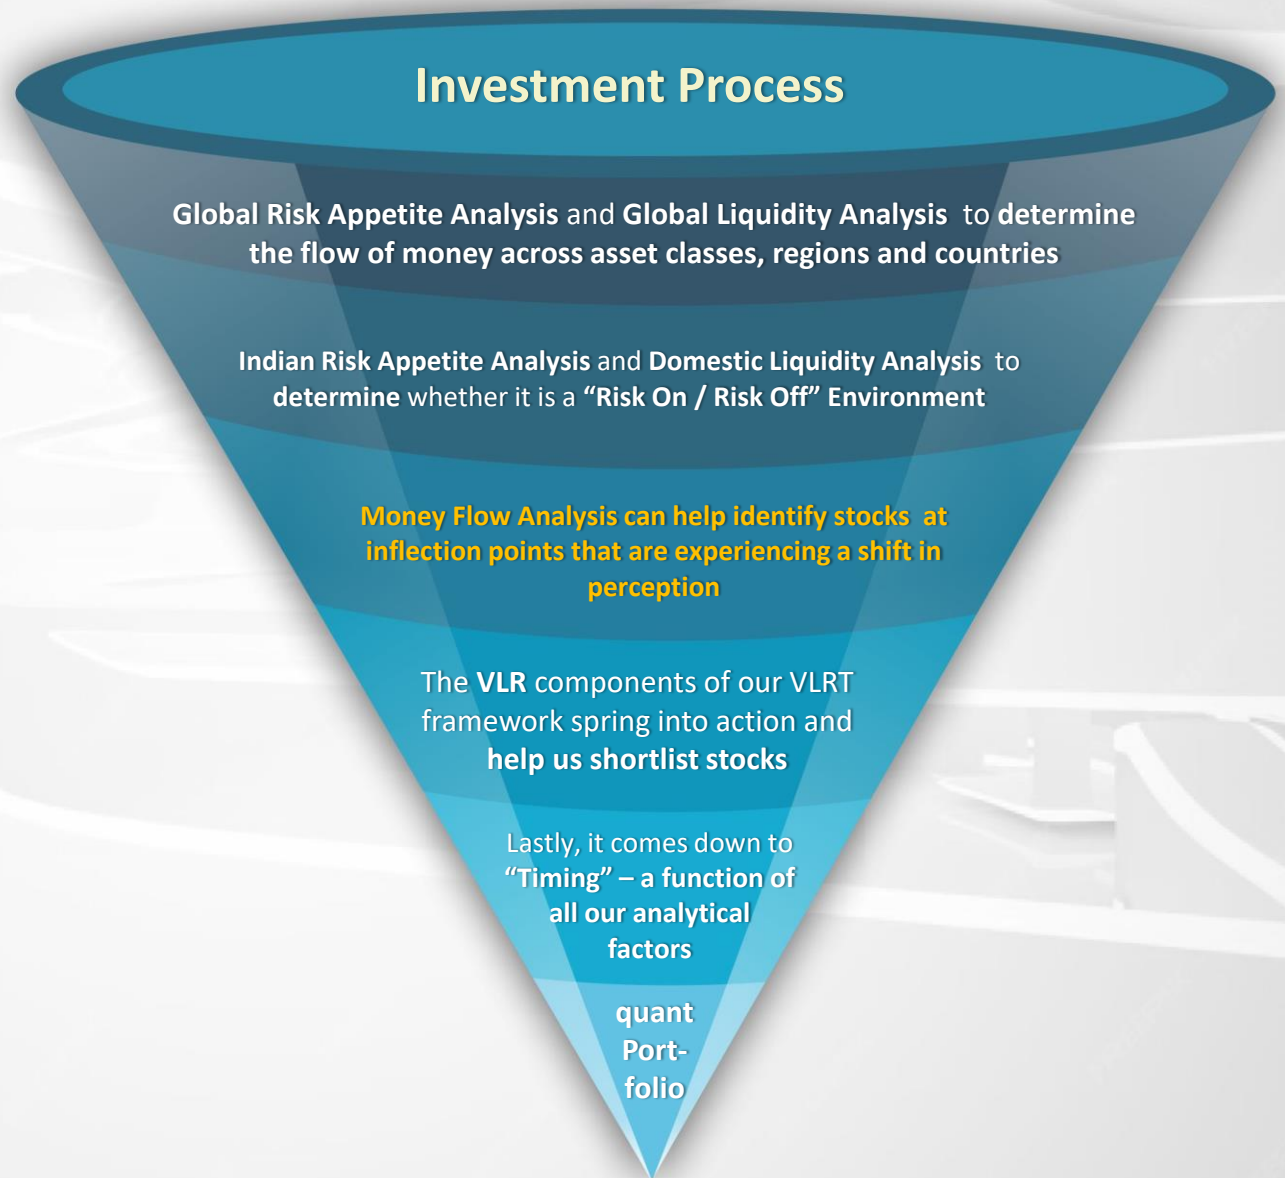 Investment Process
Global Risk Appetite Analysis and Global Liquidity Analysis to determine
the flow of money across asset classes, regions and countries
Indian Risk Appetite Analysis and Domestic Liquidity Analysis to
determine whether it is a “Risk On / Risk Off” Environment
Money Flow Analysis can help identify stocks at
inflection points that are experiencing a shift in
perception
The VLR components of our VLRT
framework spring into action and
help us shortlist stocks
Lastly, it comes down to
“Timing” – a function of
all our analytical
factors
quant
Port-
folio